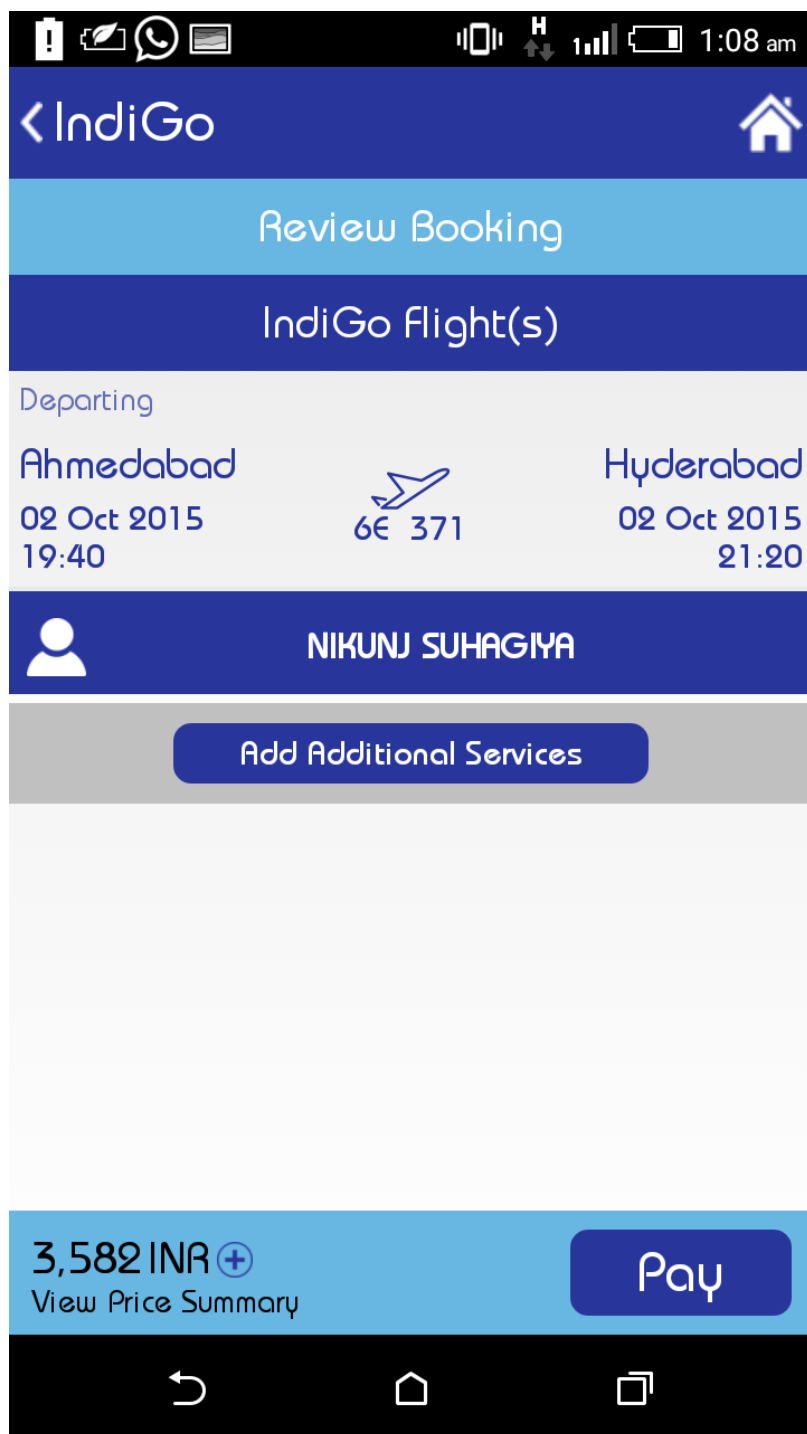 H
1:08 am
IndiGo
Review Booking
IndiGo Flight(s)
Departing
Ahmedabad
Hyderabad
02 Oct 2015
6E 371
02 Oct 2015
19:40
21:20
NIKUNJ SUHAGIYA
Add Additional Services
3,582 INR
Pay
View Price Summary